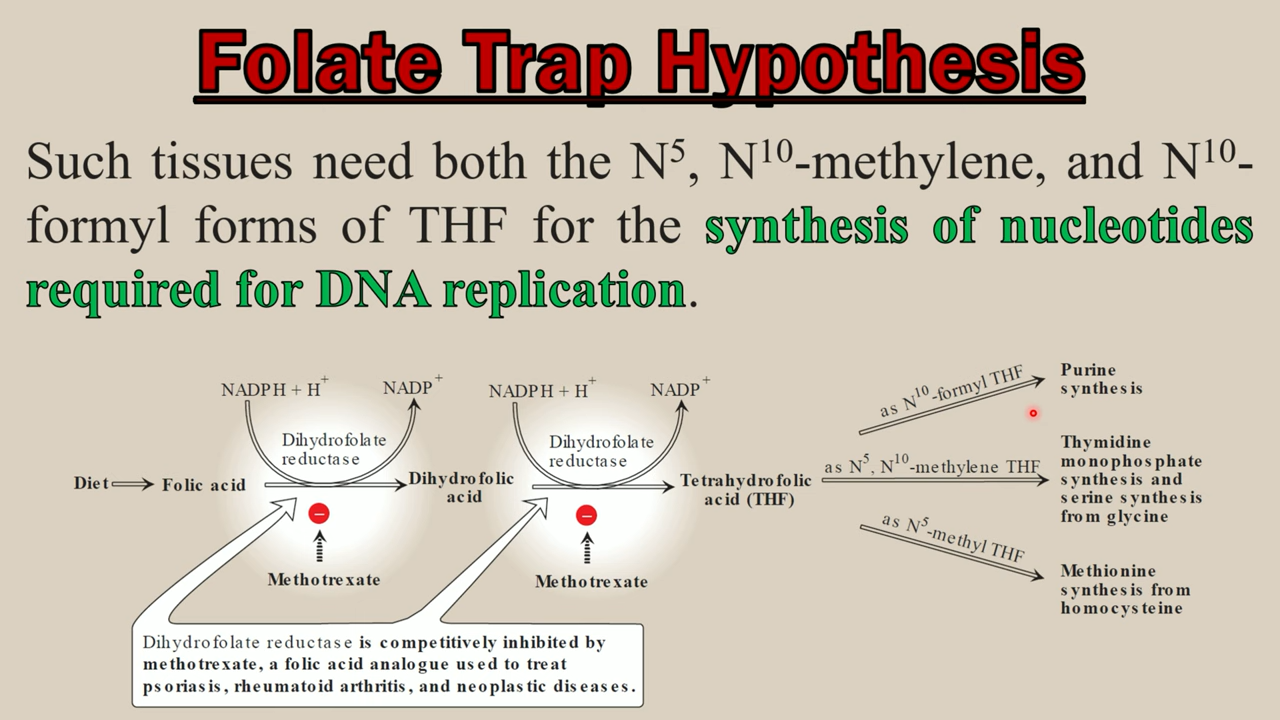 Folate Trap Hypothesis
Such tissues need both the N⁵, N¹⁰-methylene, and N¹⁰-
formyl forms of THF for the synthesis of nucleotides
required for DNA replication.
NADPH + H⁺
NADP⁺
NADPH + H⁺
NADP⁺
Dihydrofolate
reductase
Dihydrofolate
reductase
Diet
Folic acid
Dihydrofolic
acid
Tetrahydrofolic
acid (THF)
as N¹⁰-formyl THF
Purine
synthesis
as N⁵, N¹⁰-methylene THF
Thymidine
monophosphate
synthesis and
serine synthesis
from glycine
as N⁵-methyl THF
Methionine
synthesis from
homocysteine
Methotrexate
Methotrexate
Dihydrofolate reductase is competitively inhibited by
methotrexate, a folic acid analogue used to treat
psoriasis, rheumatoid arthritis, and neoplastic diseases.